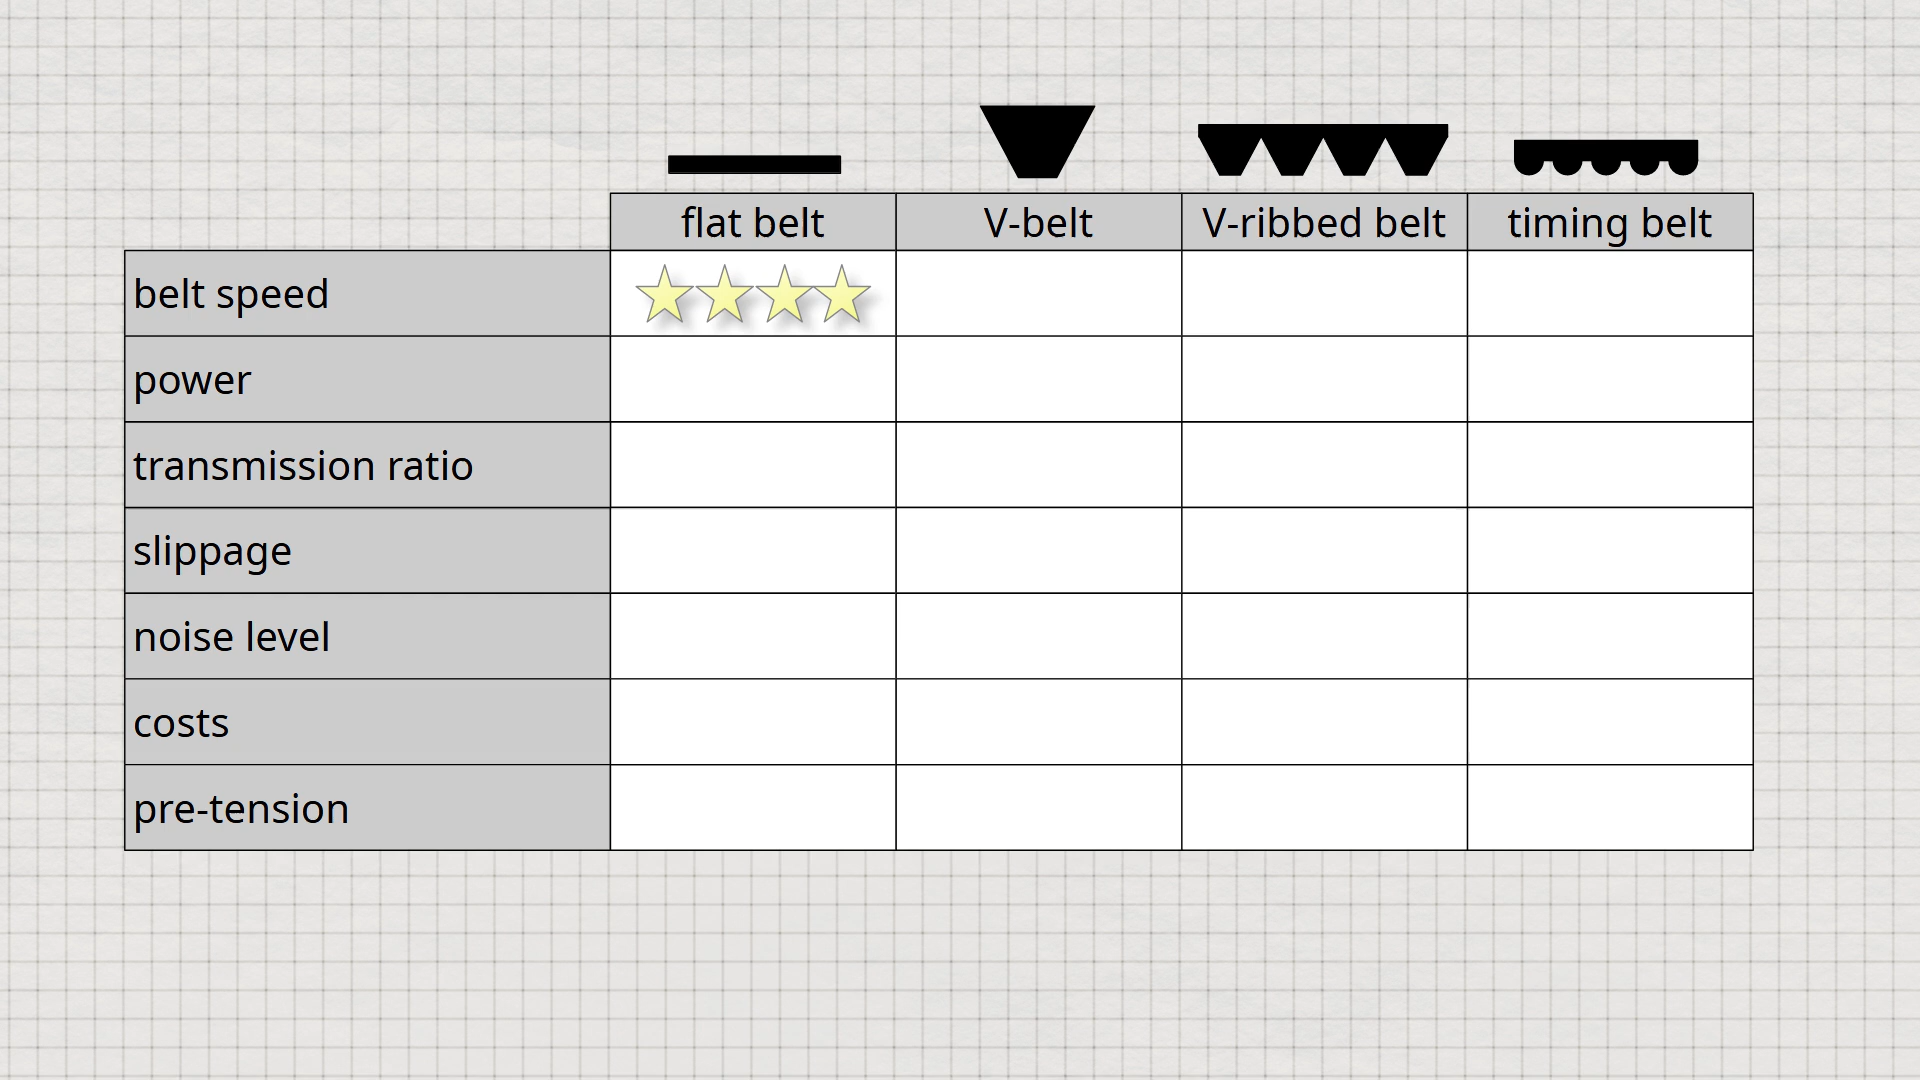 flat belt V-belt V-ribbed belt timing belt
belt speed
power
transmission ratio
slippage
noise level
costs
pre-tension